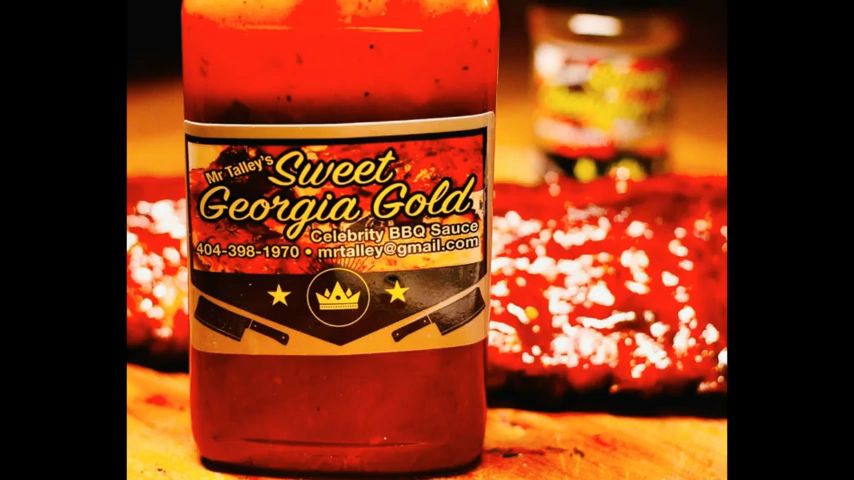 Mr Talley's Sweet
Georgia Gold
Celebrity BBQ Sauce
404-398-1970 • mrtalley@gmail.com